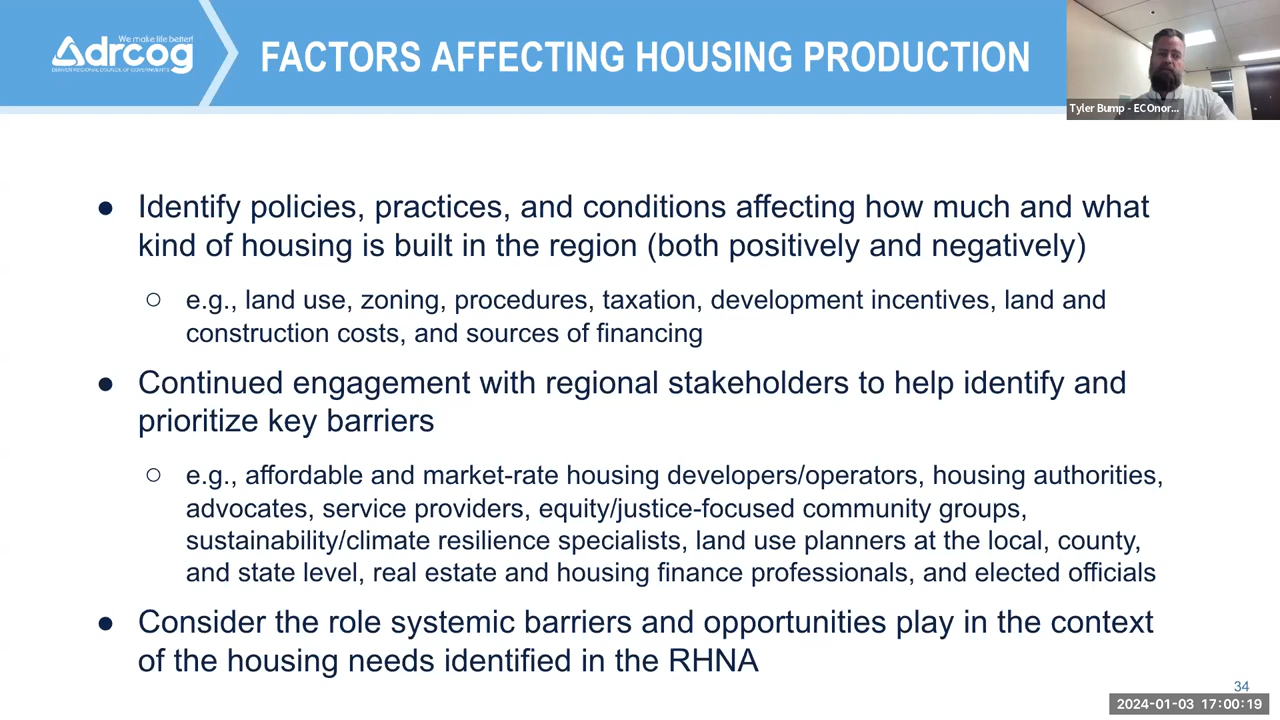 We make life better!
drcog
DENVER REGIONAL COUNCIL OF GOVERNMENTS
FACTORS AFFECTING HOUSING PRODUCTION
Tyler Bump - ECOnor...
● Identify policies, practices, and conditions affecting how much and what
kind of housing is built in the region (both positively and negatively)
○ e.g., land use, zoning, procedures, taxation, development incentives, land and
construction costs, and sources of financing
● Continued engagement with regional stakeholders to help identify and
prioritize key barriers
○ e.g., affordable and market-rate housing developers/operators, housing authorities,
advocates, service providers, equity/justice-focused community groups,
sustainability/climate resilience specialists, land use planners at the local, county,
and state level, real estate and housing finance professionals, and elected officials
● Consider the role systemic barriers and opportunities play in the context
of the housing needs identified in the RHNA
34
2024-01-03 17:00:19